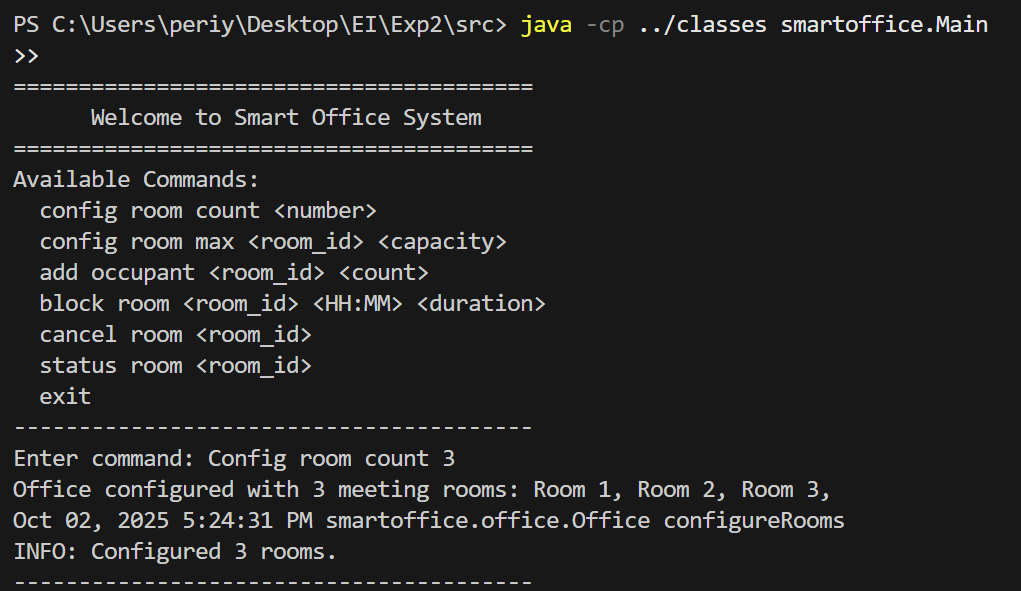 PS C:\Users\periy\Desktop\EI\Exp2\src> java -cp ../classes smartoffice.Main
>>
========================================
      Welcome to Smart Office System
========================================
Available Commands:
  config room count <number>
  config room max <room_id> <capacity>
  add occupant <room_id> <count>
  block room <room_id> <HH:MM> <duration>
  cancel room <room_id>
  status room <room_id>
  exit
----------------------------------------
Enter command: Config room count 3
Office configured with 3 meeting rooms: Room 1, Room 2, Room 3,
Oct 02, 2025 5:24:31 PM smartoffice.office.Office configureRooms
INFO: Configured 3 rooms.
----------------------------------------